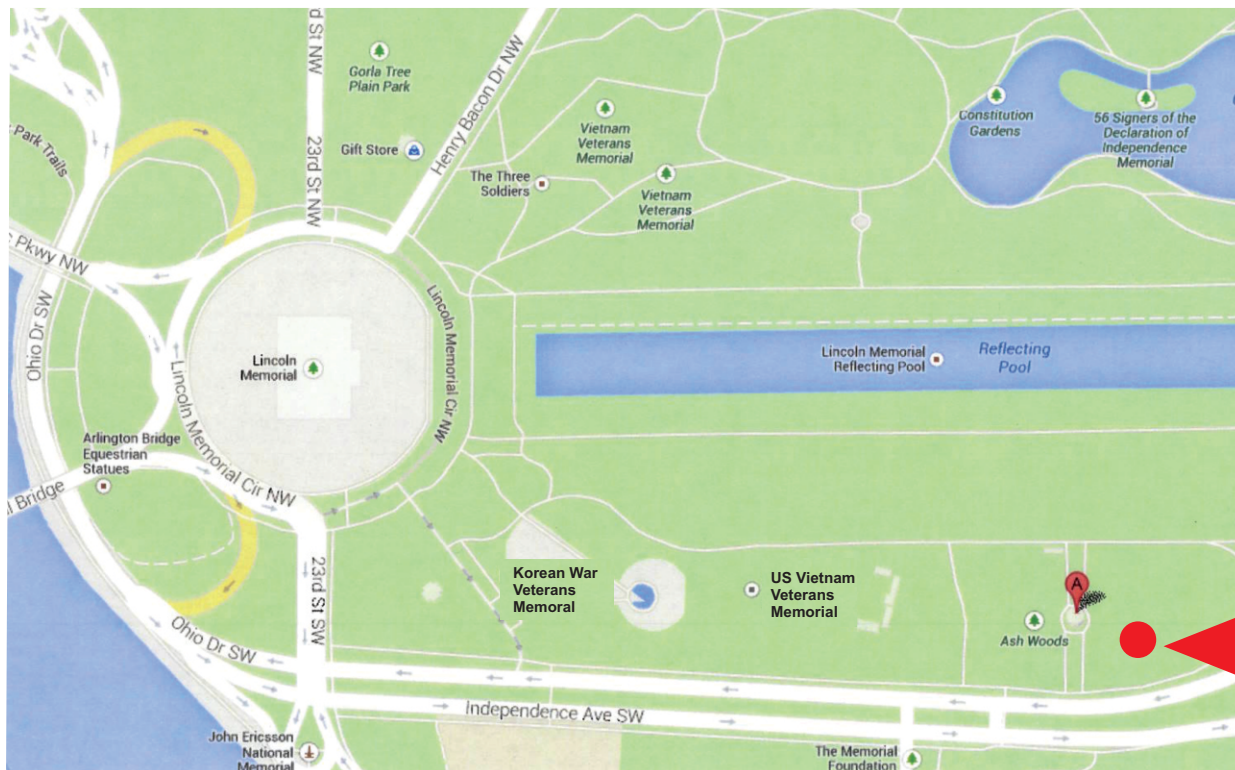 Gorla Tree
Plain Park
23rd St NW
23rd St NW
Henry Bacon Dr NW
Gift Store
Vietnam
Veterans
Memorial
The Three
Soldiers
Vietnam
Veterans
Memorial
Constitution
Gardens
56 Signers of the
Declaration of
Independence
Memorial
Park Trails
Pkwy NW
Ohio Dr SW
Lincoln
Memorial
Lincoln Memorial Cir NW
Lincoln Memorial Cir NW
Lincoln Memorial
Reflecting Pool
Reflecting
Pool
Arlington Bridge
Equestrian
Statues
Bridge
23rd St SW
Korean War
Veterans
Memoral
US Vietnam
Veterans
Memorial
A
Ash Woods
Ohio Dr SW
Independence Ave SW
John Ericsson
National
Memorial
The Memorial
Foundation